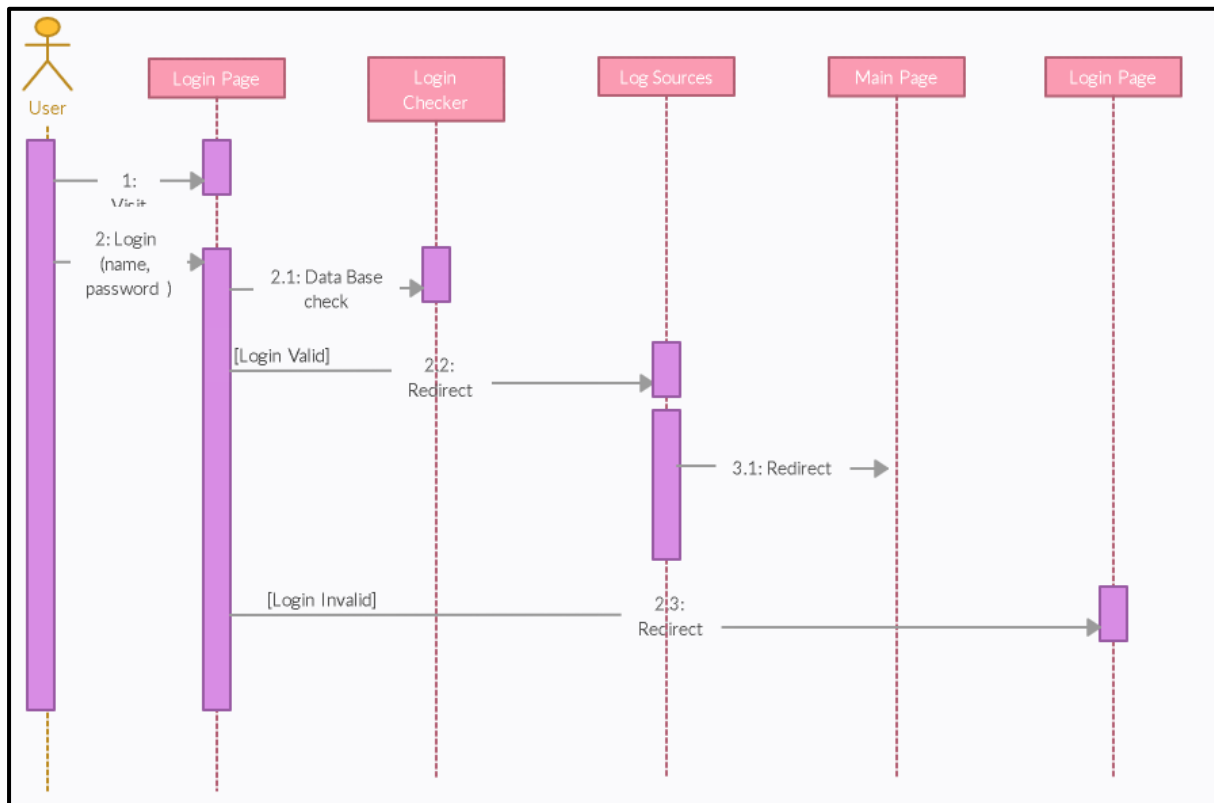 User
Login Page
Login
Checker
Log Sources
Main Page
Login Page
1:
Visit
2: Login
(name,
password )
2.1: Data Base
check
[Login Valid]
2.2:
Redirect
3.1: Redirect
[Login Invalid]
2.3:
Redirect